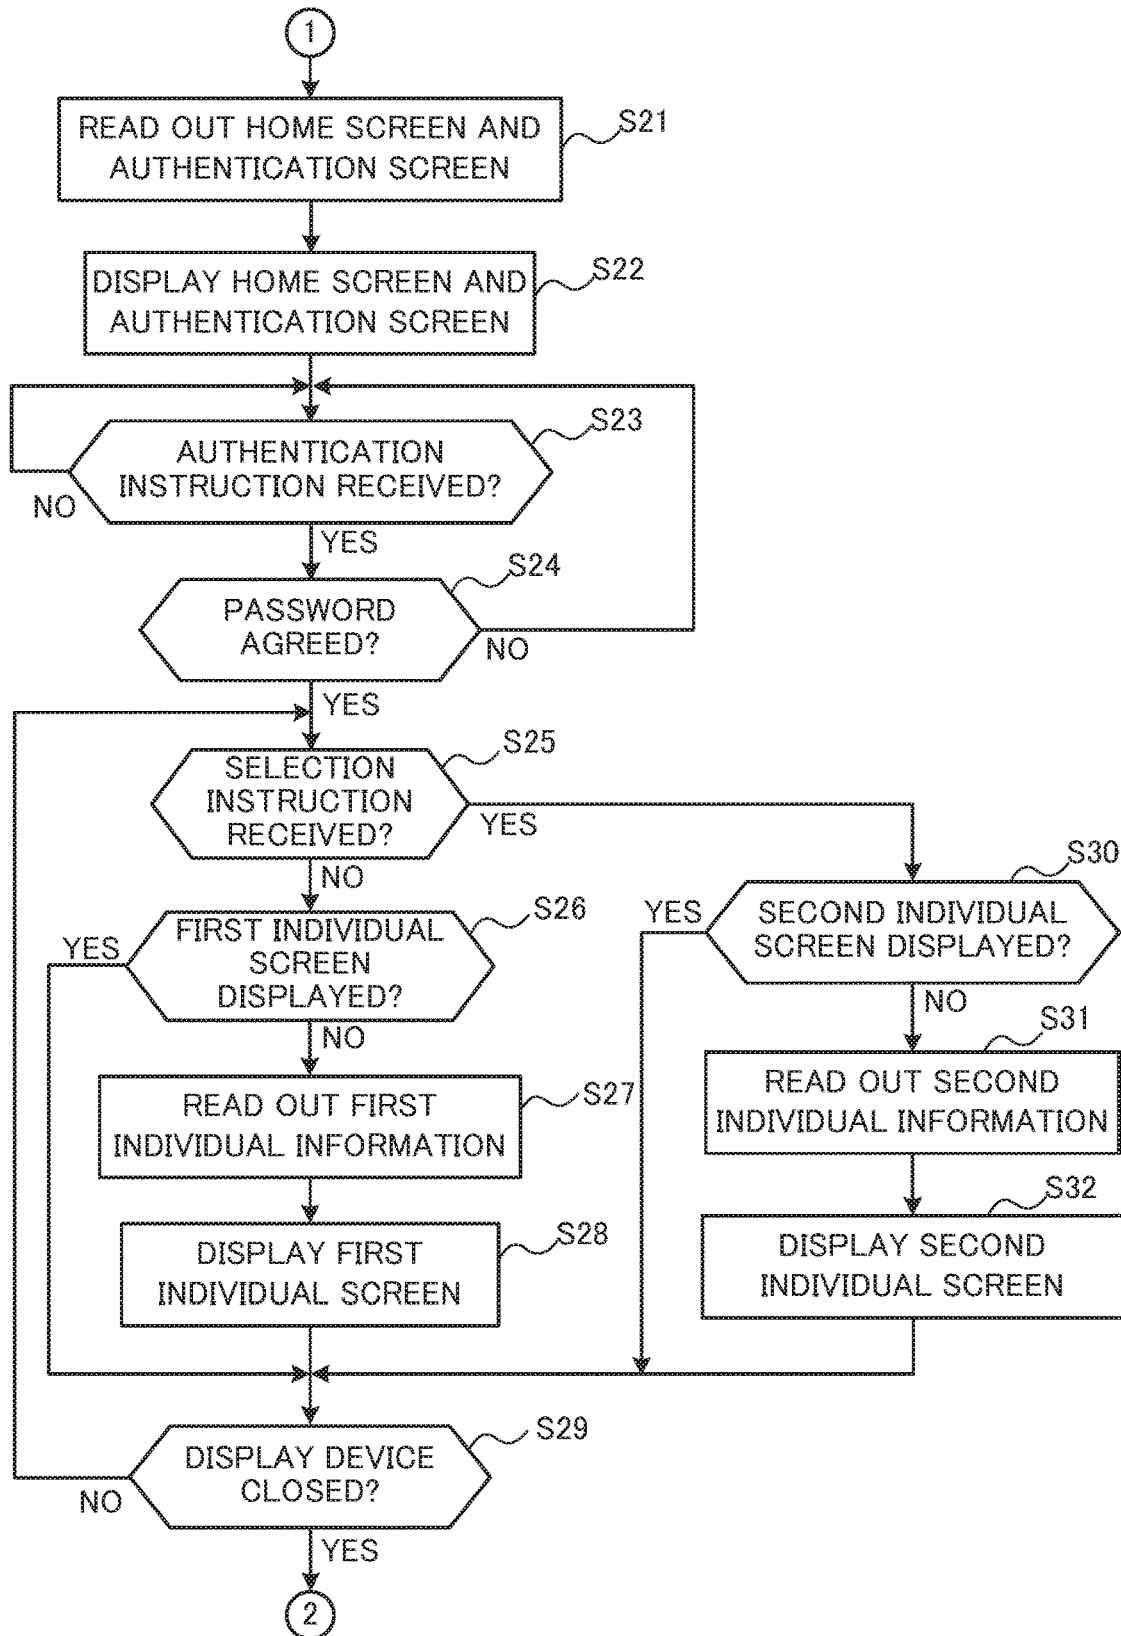 1
READ OUT HOME SCREEN AND
AUTHENTICATION SCREEN
S21
DISPLAY HOME SCREEN AND
AUTHENTICATION SCREEN
S22
AUTHENTICATION
INSTRUCTION RECEIVED?
S23
NO
YES
PASSWORD
AGREED?
S24
NO
YES
SELECTION
INSTRUCTION
RECEIVED?
S25
YES
NO
FIRST INDIVIDUAL
SCREEN
DISPLAYED?
S26
YES
NO
READ OUT FIRST
INDIVIDUAL INFORMATION
S27
DISPLAY FIRST
INDIVIDUAL SCREEN
S28
SECOND INDIVIDUAL
SCREEN DISPLAYED?
S30
YES
NO
READ OUT SECOND
INDIVIDUAL INFORMATION
S31
DISPLAY SECOND
INDIVIDUAL SCREEN
S32
DISPLAY DEVICE
CLOSED?
S29
NO
YES
2